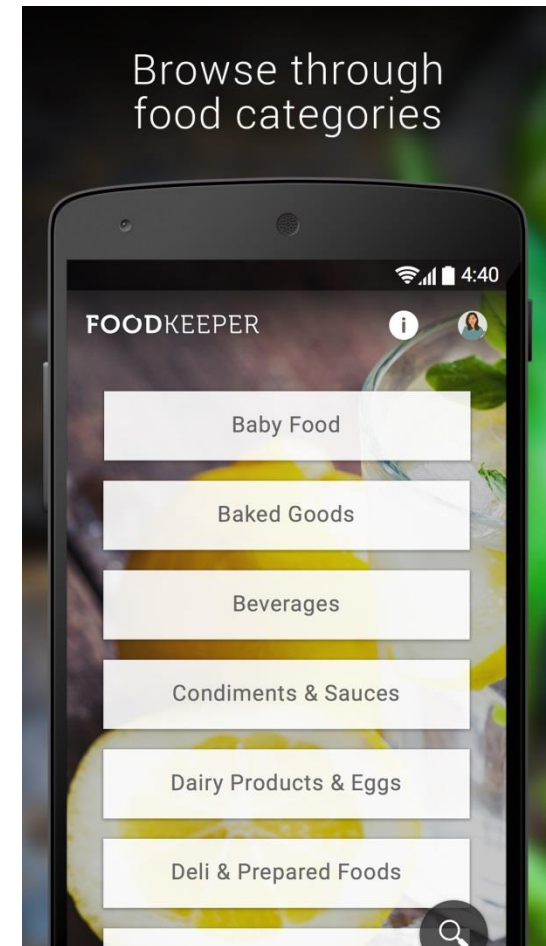 Browse through
food categories
4:40
FOODKEEPER
i
Baby Food
Baked Goods
Beverages
Condiments & Sauces
Dairy Products & Eggs
Deli & Prepared Foods